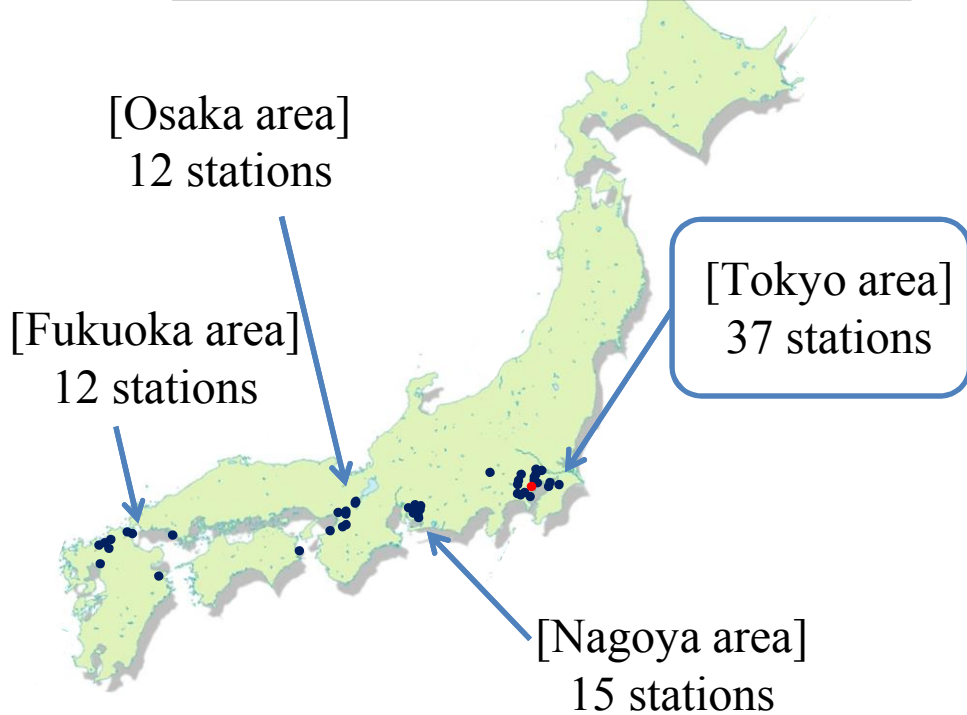 [Osaka area]
12 stations
[Tokyo area]
37 stations
[Fukuoka area]
12 stations
[Nagoya area]
15 stations